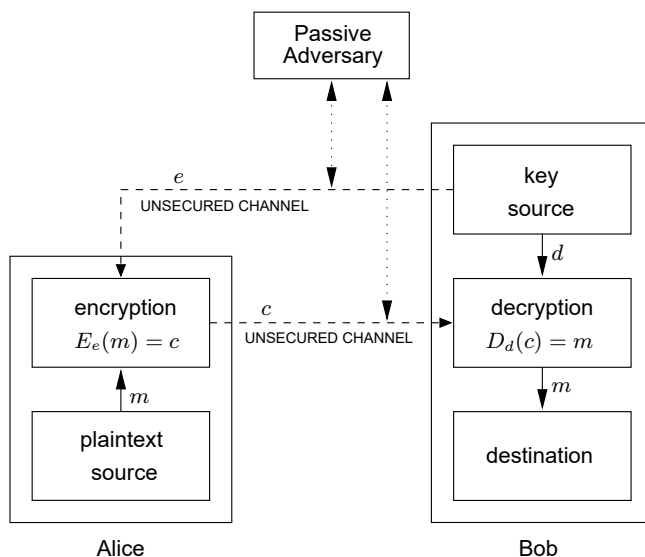 Passive
Adversary
e
UNSECURED CHANNEL
key
source
d
encryption
E_e(m) = c
c
UNSECURED CHANNEL
decryption
D_d(c) = m
m
m
plaintext
source
destination
Alice
Bob